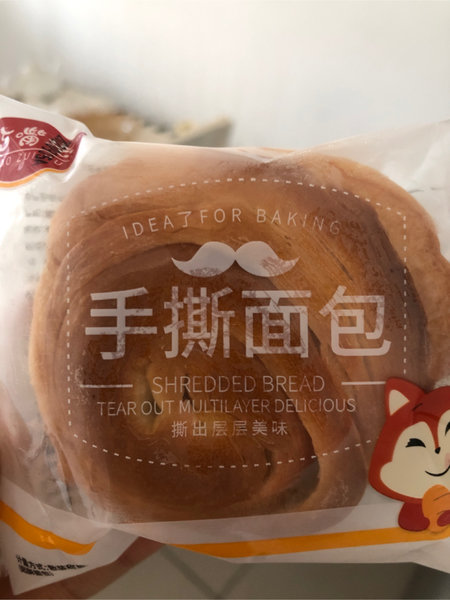 IDEA了FOR BAKING
手撕面包
SHREDDED BREAD
TEAR OUT MULTILAYER DELICIOUS
撕出层层美味